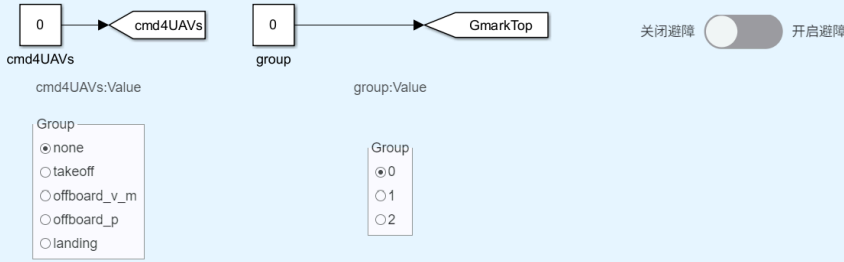 0
cmd4UAVs
0
GmarkTop
关闭避障
开启避障
cmd4UAVs
group
cmd4UAVs:Value
group:Value
Group
none
takeoff
offboard_v_m
offboard_p
landing
Group
0
1
2